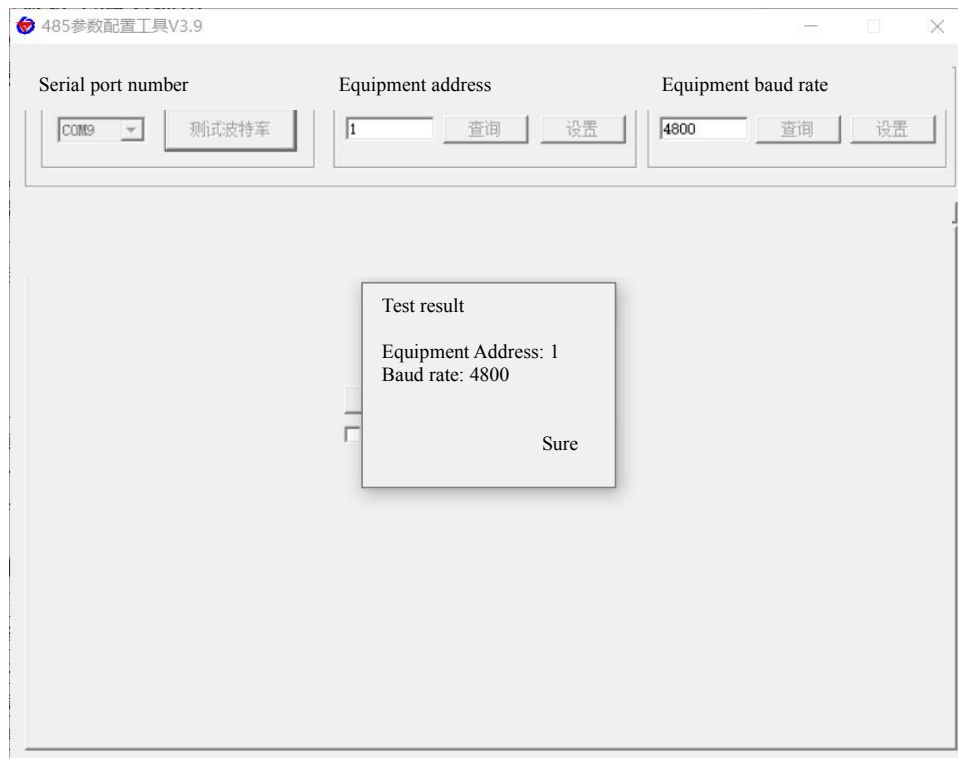 485参数配置工具V3.9
Serial port number
Equipment address
Equipment baud rate
COM9
测试波特率
1
查询
设置
4800
查询
设置
Test result
Equipment Address: 1
Baud rate: 4800
Sure